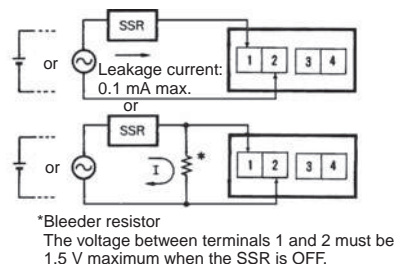 SSR
or
Leakage current:
0.1 mA max.
1 2 3 4
or
SSR
or
I
*
1 2 3 4
*Bleeder resistor
The voltage between terminals 1 and 2 must be
1.5 V maximum when the SSR is OFF.